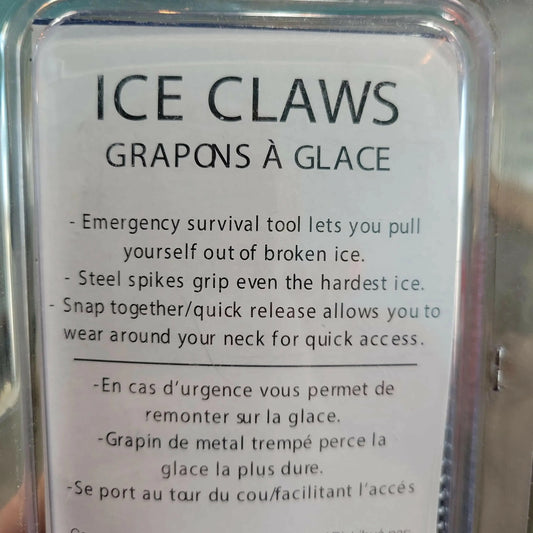 ICE CLAWS
GRAPONS À GLACE
- Emergency survival tool lets you pull
yourself out of broken ice.
- Steel spikes grip even the hardest ice.
- Snap together/quick release allows you to
wear around your neck for quick access.
-En cas d'urgence vous permet de
remonter sur la glace.
-Grapin de metal trempé perce la
glace la plus dure.
-Se port au tour du cou/facilitant l'accés